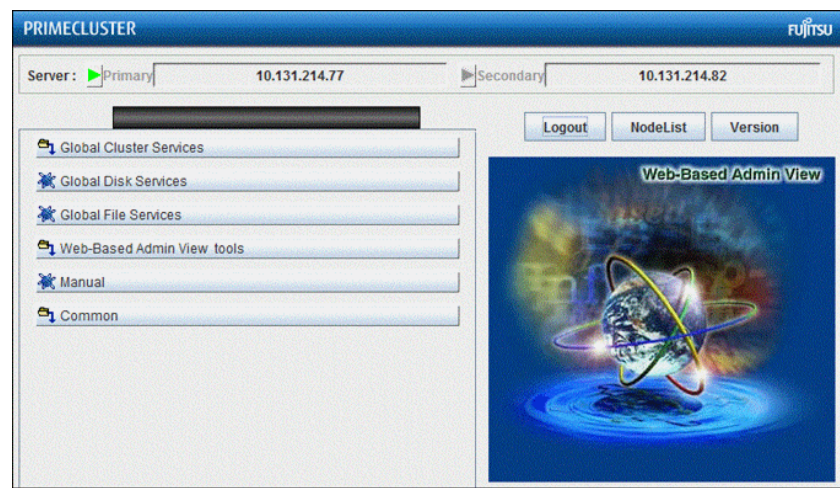 PRIMECLUSTER FUJITSU
Server: Primary 10.131.214.77 Secondary 10.131.214.82
Logout NodeList Version
Global Cluster Services
Global Disk Services
Global File Services
Web-Based Admin View tools
Manual
Common
Web-Based Admin View